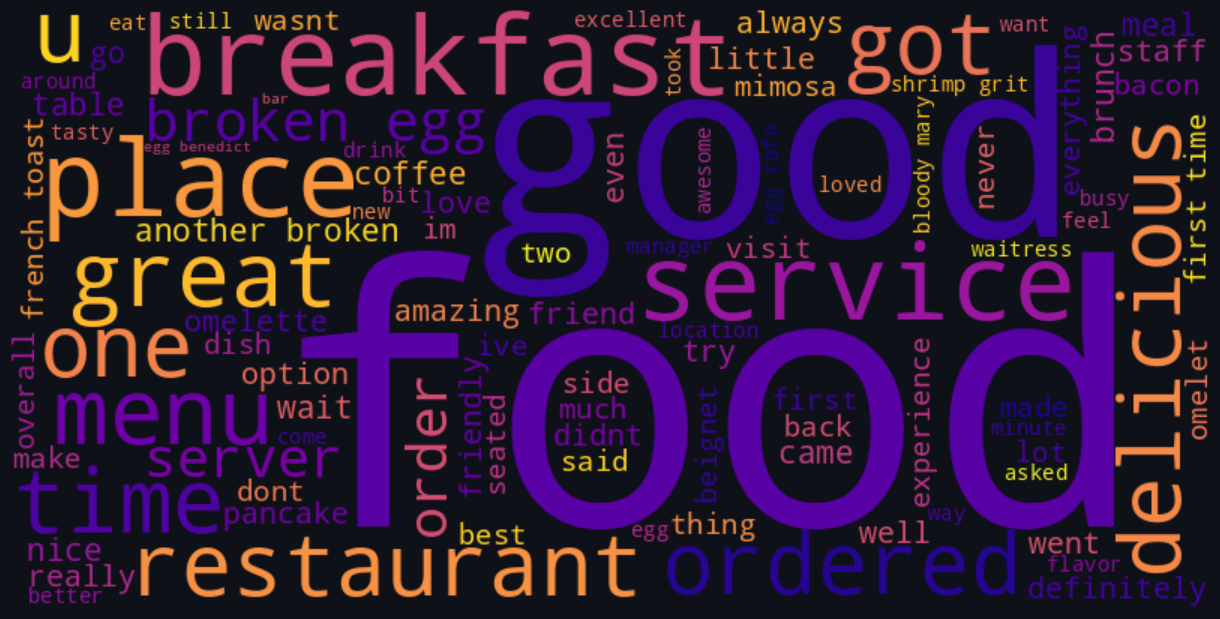 u
eat
still
wasnt
breakfast
excellent
took
always
got
want
meal
go
little
mimosa
shrimp grit
everything
brunch
staff
bacon
around
table
bar
broken egg
good
tasty
egg benedict
drink
french toast
place
coffee
bit
love
new
another broken
im
even
awesome
egg cafe
loved
bloody mary
never
busy
feel
delicious
first time
two
manager
visit
waitress
great
service
amazing
friend
location
omelette
ive
try
one
dish
overall
option
food
menu
wait
order
friendly
seated
side
much
didnt
said
beignet
first
back
came
experience
made
minute
lot
asked
omelet
come
make
server
time
dont
pancake
best
egg
thing
well
way
went
nice
really
better
restaurant
ordered
flavor
definitely